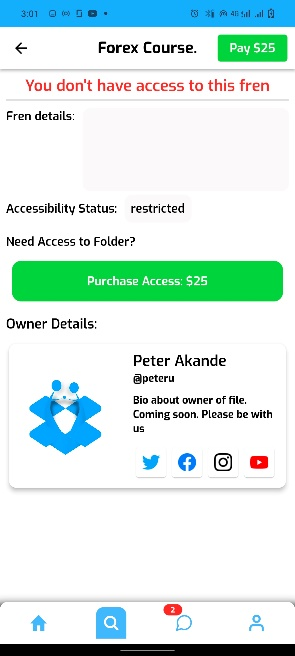 3:01
4G
Forex Course.
Pay $25
You don't have access to this fren
Fren details:
Accessibility Status: restricted
Need Access to Folder?
Purchase Access: $25
Owner Details:
Peter Akande
@peteru
Bio about owner of file.
Coming soon. Please be with
us
2